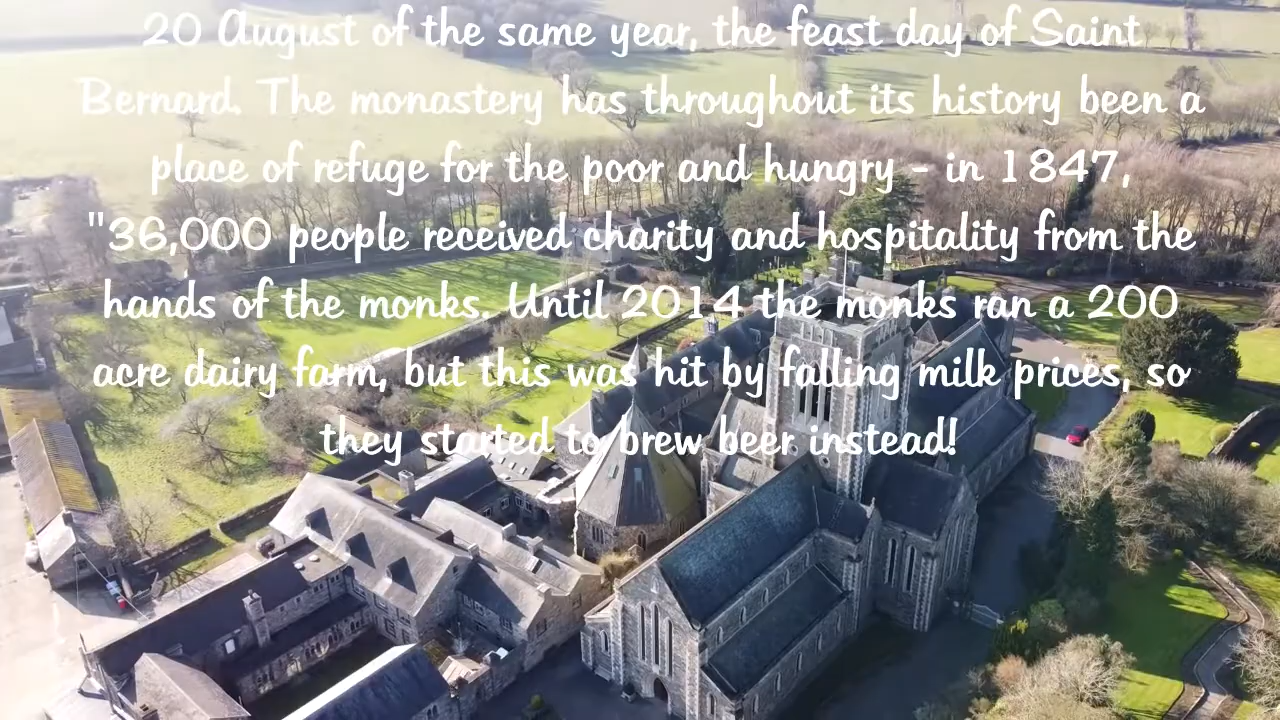 20 August of the same year, the feast day of Saint
Bernard. The monastery has throughout its history been a
place of refuge for the poor and hungry - in 1847,
"36,000 people received charity and hospitality from the
hands of the monks. Until 2014 the monks ran a 200
acre dairy farm, but this was hit by falling milk prices, so
they started to brew beer instead!